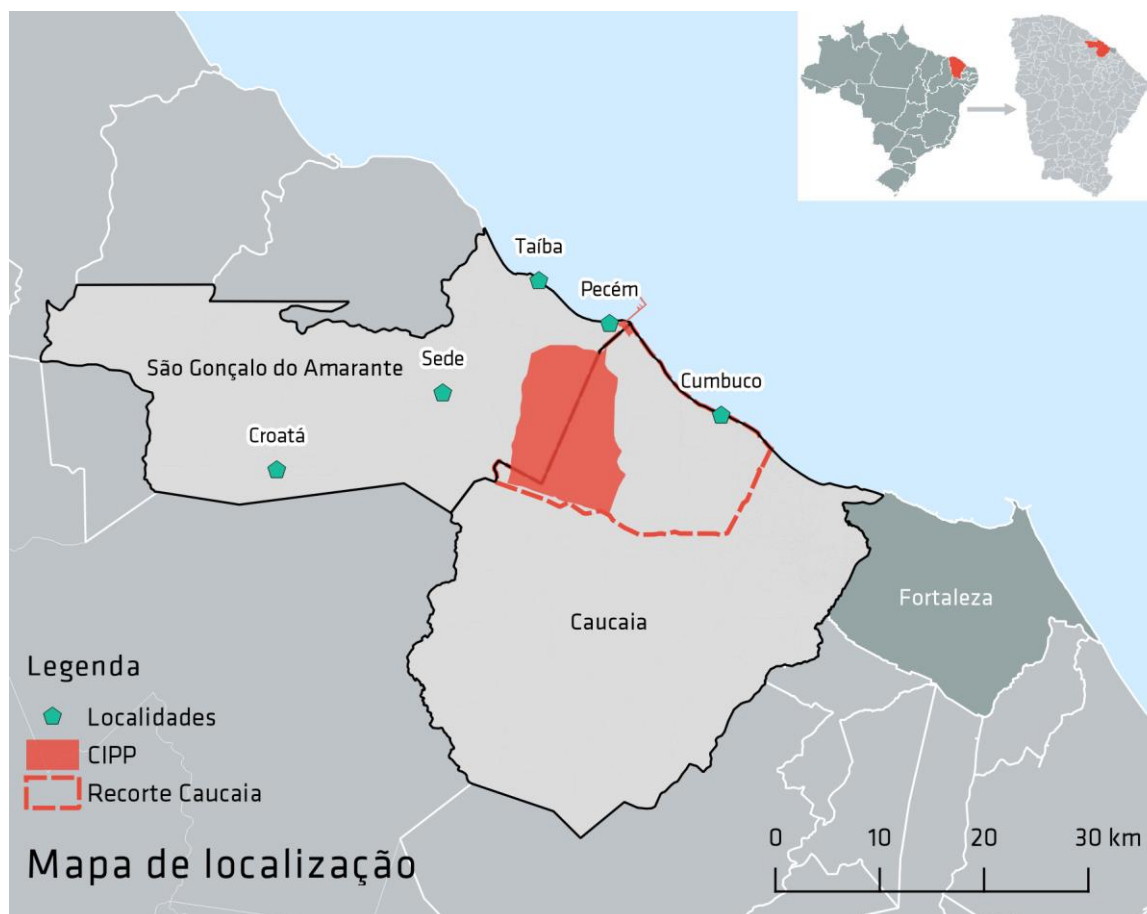 Taíba
Pecém
São Gonçalo do Amarante
Sede
Cumbuco
Croatá
Fortaleza
Caucaia
Legenda
Localidades
CIPP
Recorte Caucaia
Mapa de localização
0 10 20 30 km